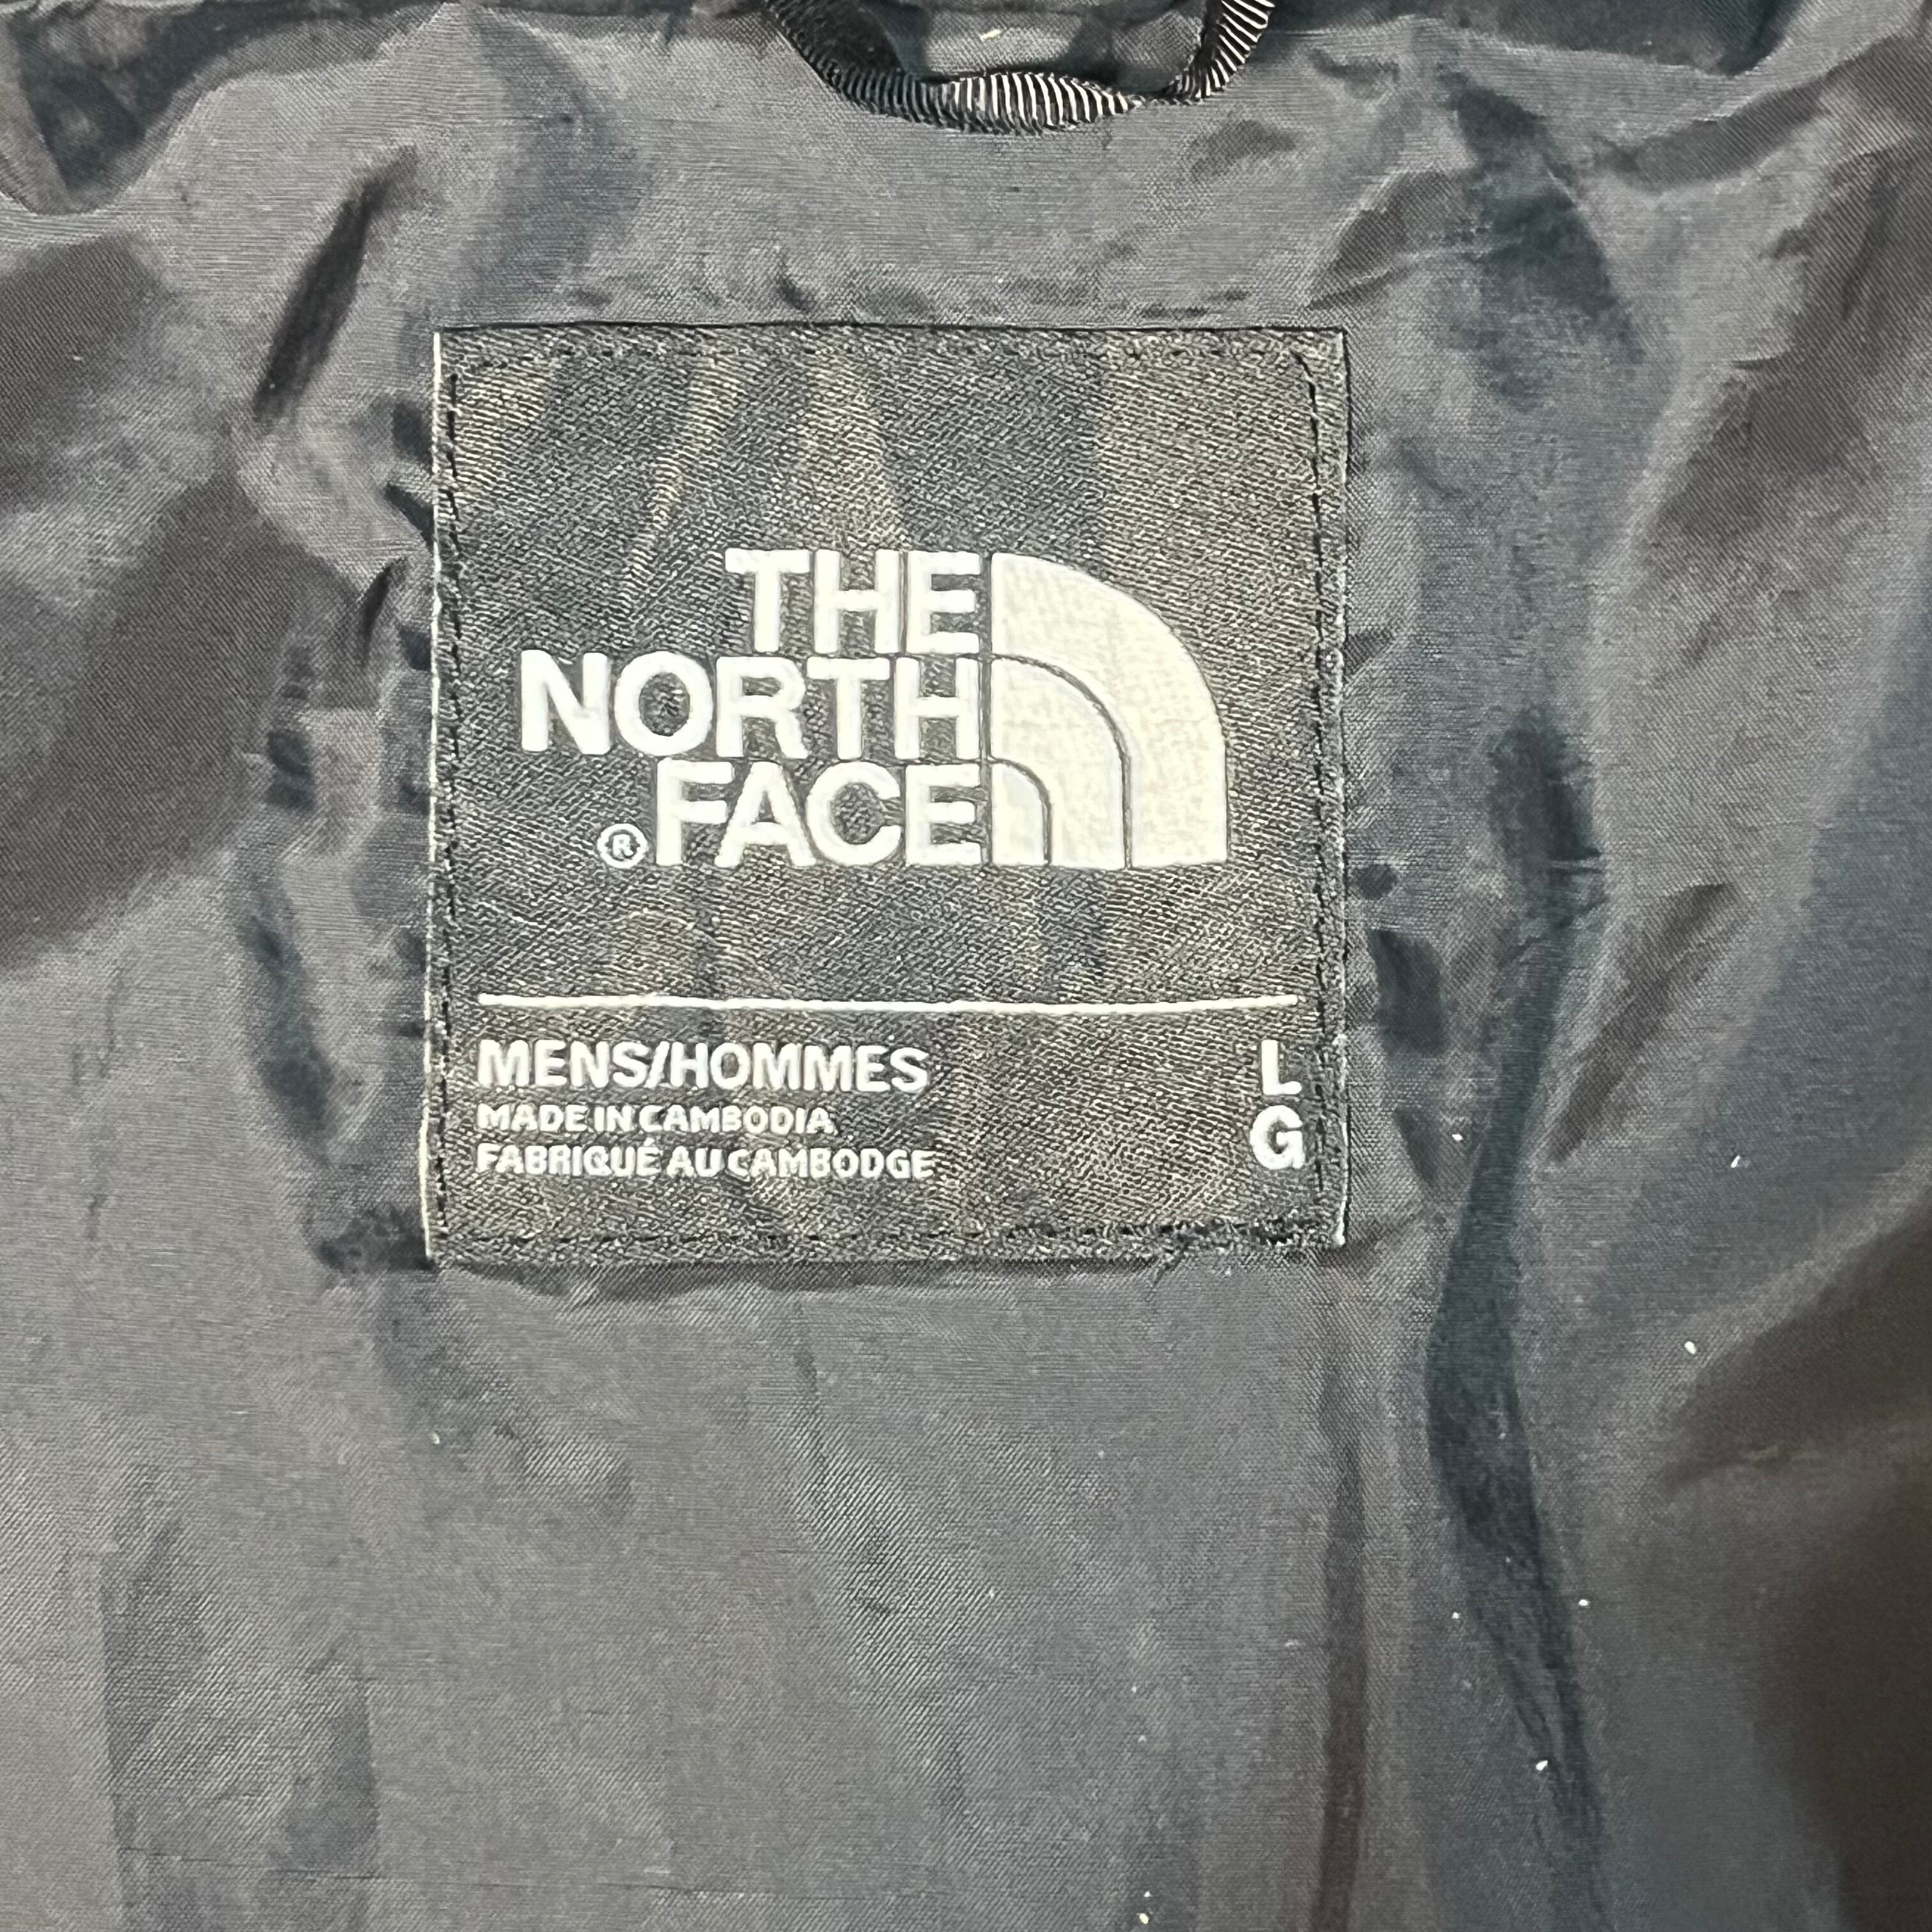 THE
NORTH
® FACE
MENS/HOMMES
MADE IN CAMBODIA
FABRIQUÉ AU CAMBODGE
L
G